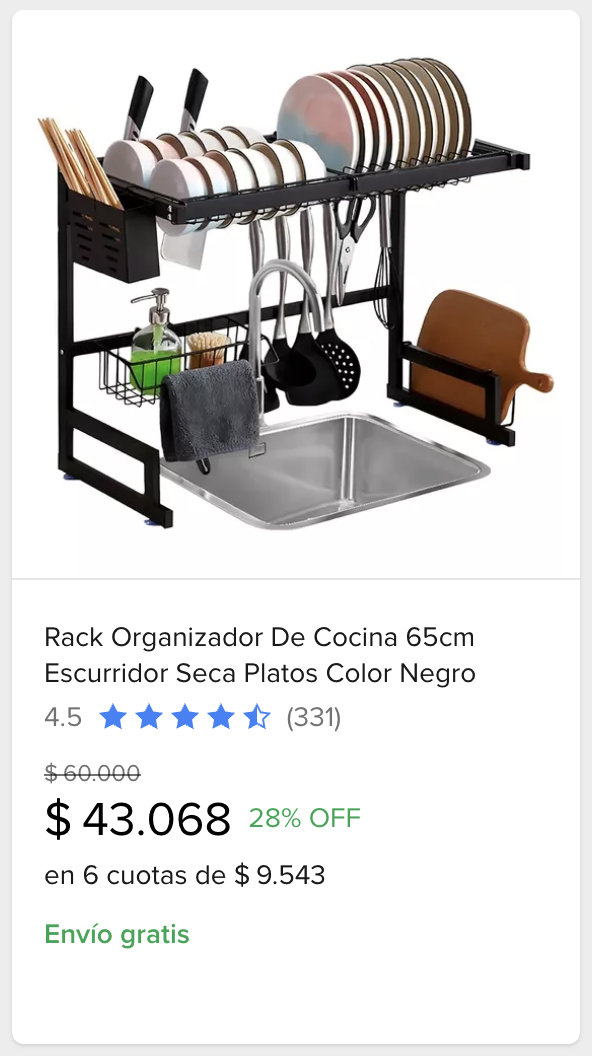 Rack Organizador De Cocina 65cm
Escurridor Seca Platos Color Negro
4.5 (331)
$ 60.000
$ 43.068 28% OFF
en 6 cuotas de $ 9.543
Envío gratis